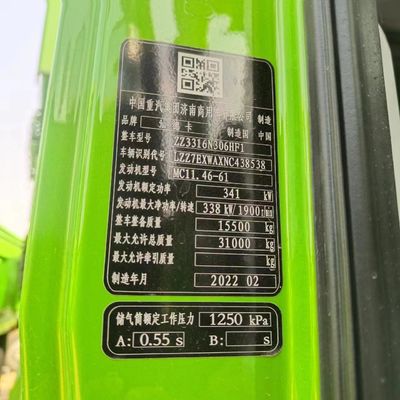 中国重汽集团济南商用车有限公司 制造
品牌 豪德卡 制造国 中国
整车型号 ZZ3316N306HF1
车辆识别代号 LZZ7EXWAXNC438538
发动机型号 MC11.46-61
发动机额定功率 341 kW
发动机最大净功率/转速 338 kW/1900r/min
整车整备质量 15500 kg
最大允许总质量 31000 kg
最大允许牵引质量 kg
制造年月 2022 02
储气筒额定工作压力 1250 kPa
A: 0.55 s B: s